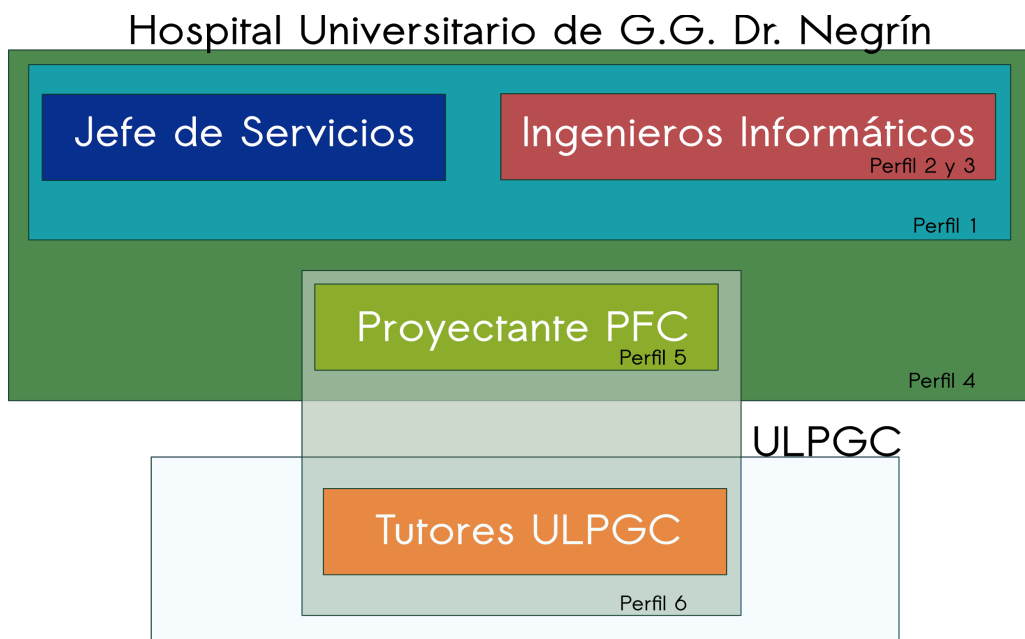 Hospital Universitario de G.G. Dr. Negrín
Jefe de Servicios
Ingenieros Informáticos
Perfil 2 y 3
Perfil 1
Proyectante PFC
Perfil 5
Perfil 4
ULPGC
Tutores ULPGC
Perfil 6